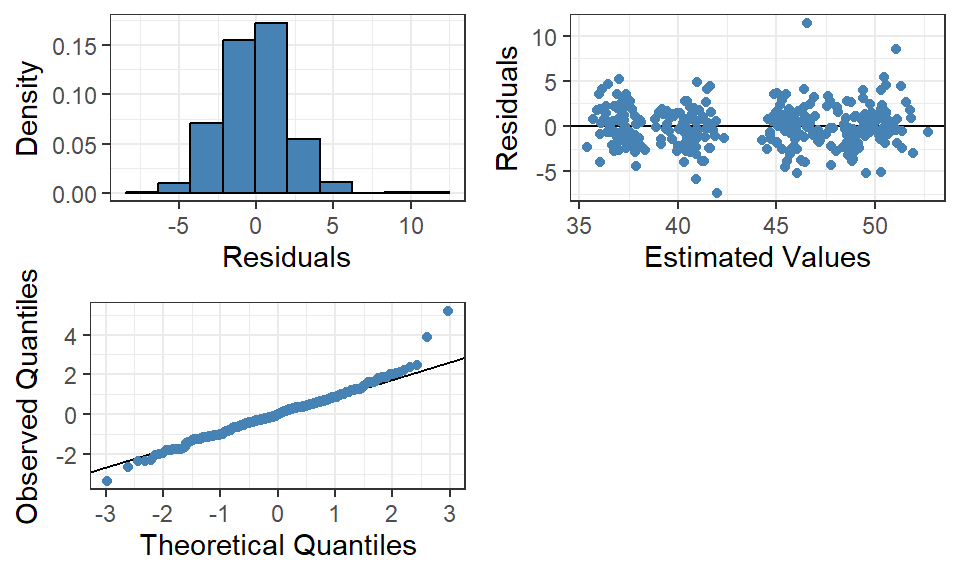 Density
0.15
0.10
0.05
0.00
-5 0 5 10
Residuals
Residuals
10
5
0
-5
35 40 45 50
Estimated Values
Observed Quantiles
4
2
0
-2
-3 -2 -1 0 1 2 3
Theoretical Quantiles